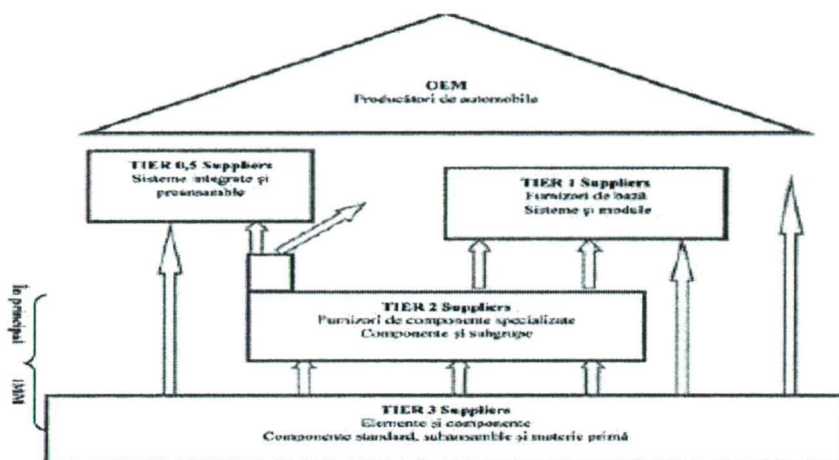 OEM
Producători de automobile
TIER 0,5 Suppliers
Sisteme integrate și
preansamble
TIER 1 Suppliers
Furnizori de bază
Sisteme și module
TIER 2 Suppliers
Furnizori de componente specializate
Componente și subgrupe
În principal IMM
TIER 3 Suppliers
Elemente și componente
Componente standard, subansamble și materie primă